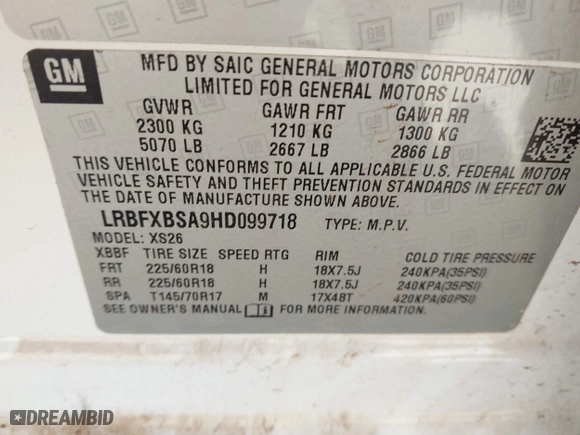 GM
MFD BY SAIC GENERAL MOTORS CORPORATION
LIMITED FOR GENERAL MOTORS LLC
GVWR GAWR FRT GAWR RR
2300 KG 1210 KG 1300 KG
5070 LB 2667 LB 2866 LB
THIS VEHICLE CONFORMS TO ALL APPLICABLE U.S. FEDERAL MOTOR
VEHICLE SAFETY AND THEFT PREVENTION STANDARDS IN EFFECT ON
THE DATE OF MANUFACTURE SHOWN ABOVE.
LRBFXBSA9HD099718 TYPE: M.P.V.
MODEL: XS26
XBBF TIRE SIZE SPEED RTG RIM COLD TIRE PRESSURE
FRT 225/60R18 H 18X7.5J 240KPA(35PSI)
RR 225/60R18 H 18X7.5J 240KPA(35PSI)
SPA T145/70R17 M 17X4BT 420KPA(60PSI)
SEE OWNER'S MANUAL FOR MORE INFORMATION.
DREAMBID